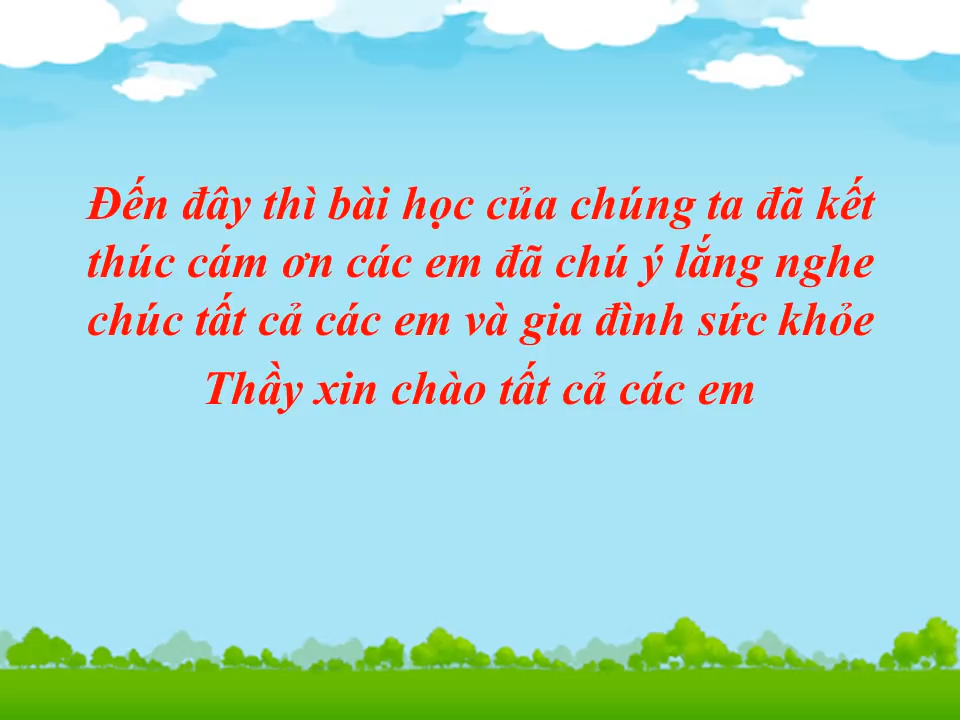 Đến đây thì bài học của chúng ta đã kết
thúc cám ơn các em đã chú ý lắng nghe
chúc tất cả các em và gia đình sức khỏe
Thầy xin chào tất cả các em